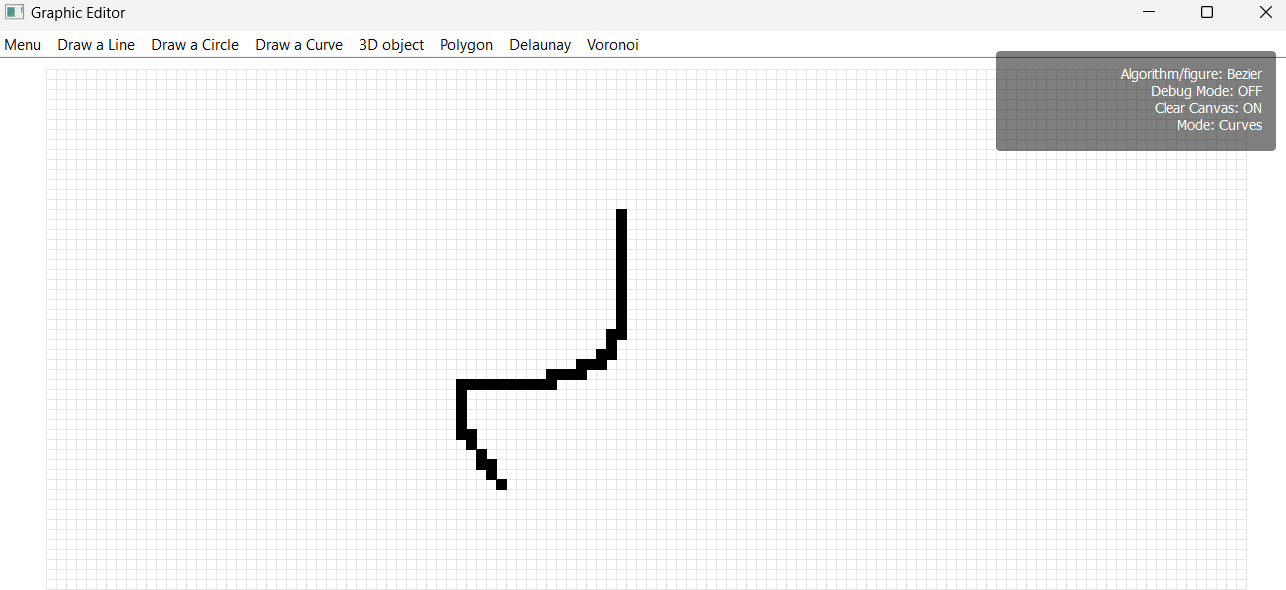 Graphic Editor
Menu Draw a Line Draw a Circle Draw a Curve 3D object Polygon Delaunay Voronoi
Algorithm/figure: Bezier
Debug Mode: OFF
Clear Canvas: ON
Mode: Curves